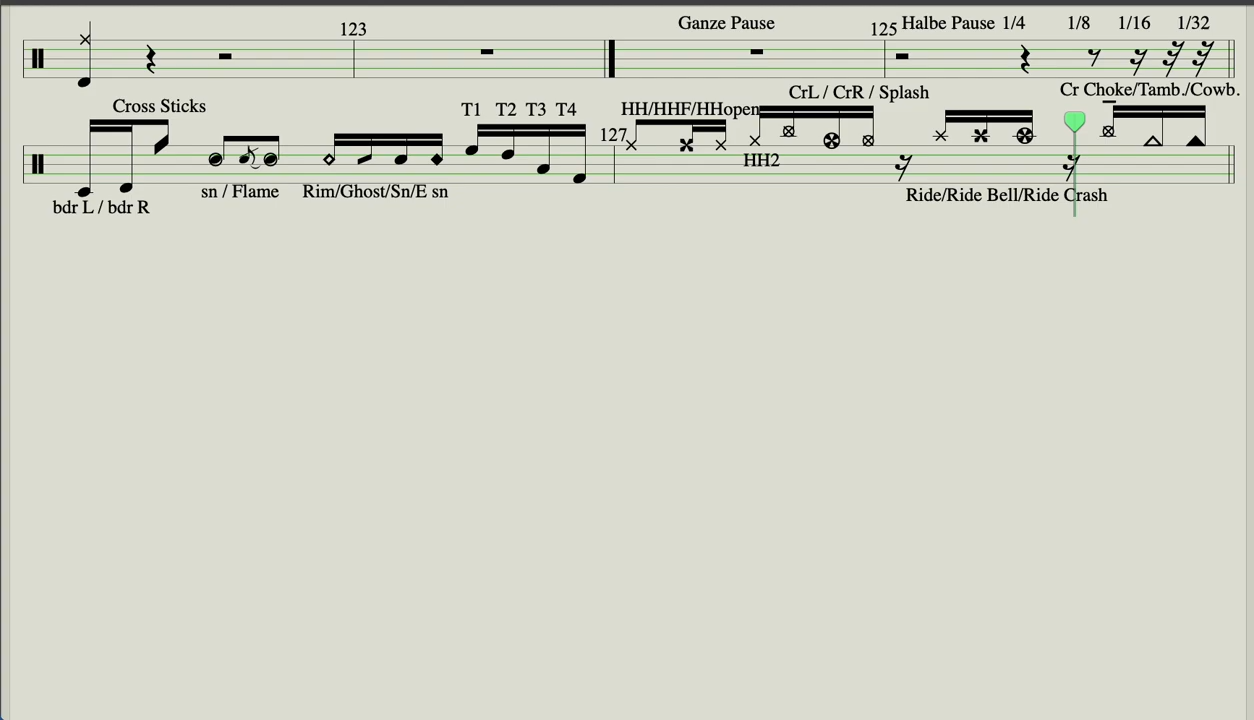 Ganze Pause
123 125 Halbe Pause 1/4 1/8 1/16 1/32
Cr Choke/Tamb./Cowb.
CrL / CrR / Splash
Cross Sticks T1 T2 T3 T4 HH/HHF/HHopen
127
HH2
sn / Flame Rim/Ghost/Sn/E sn Ride/Ride Bell/Ride Crash
bdr L / bdr R